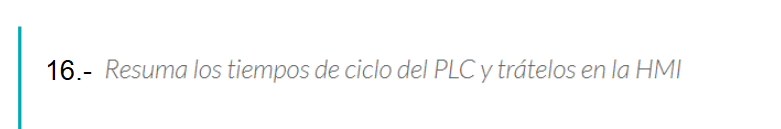 16.- Resuma los tiempos de ciclo del PLC y trátelos en la HMI